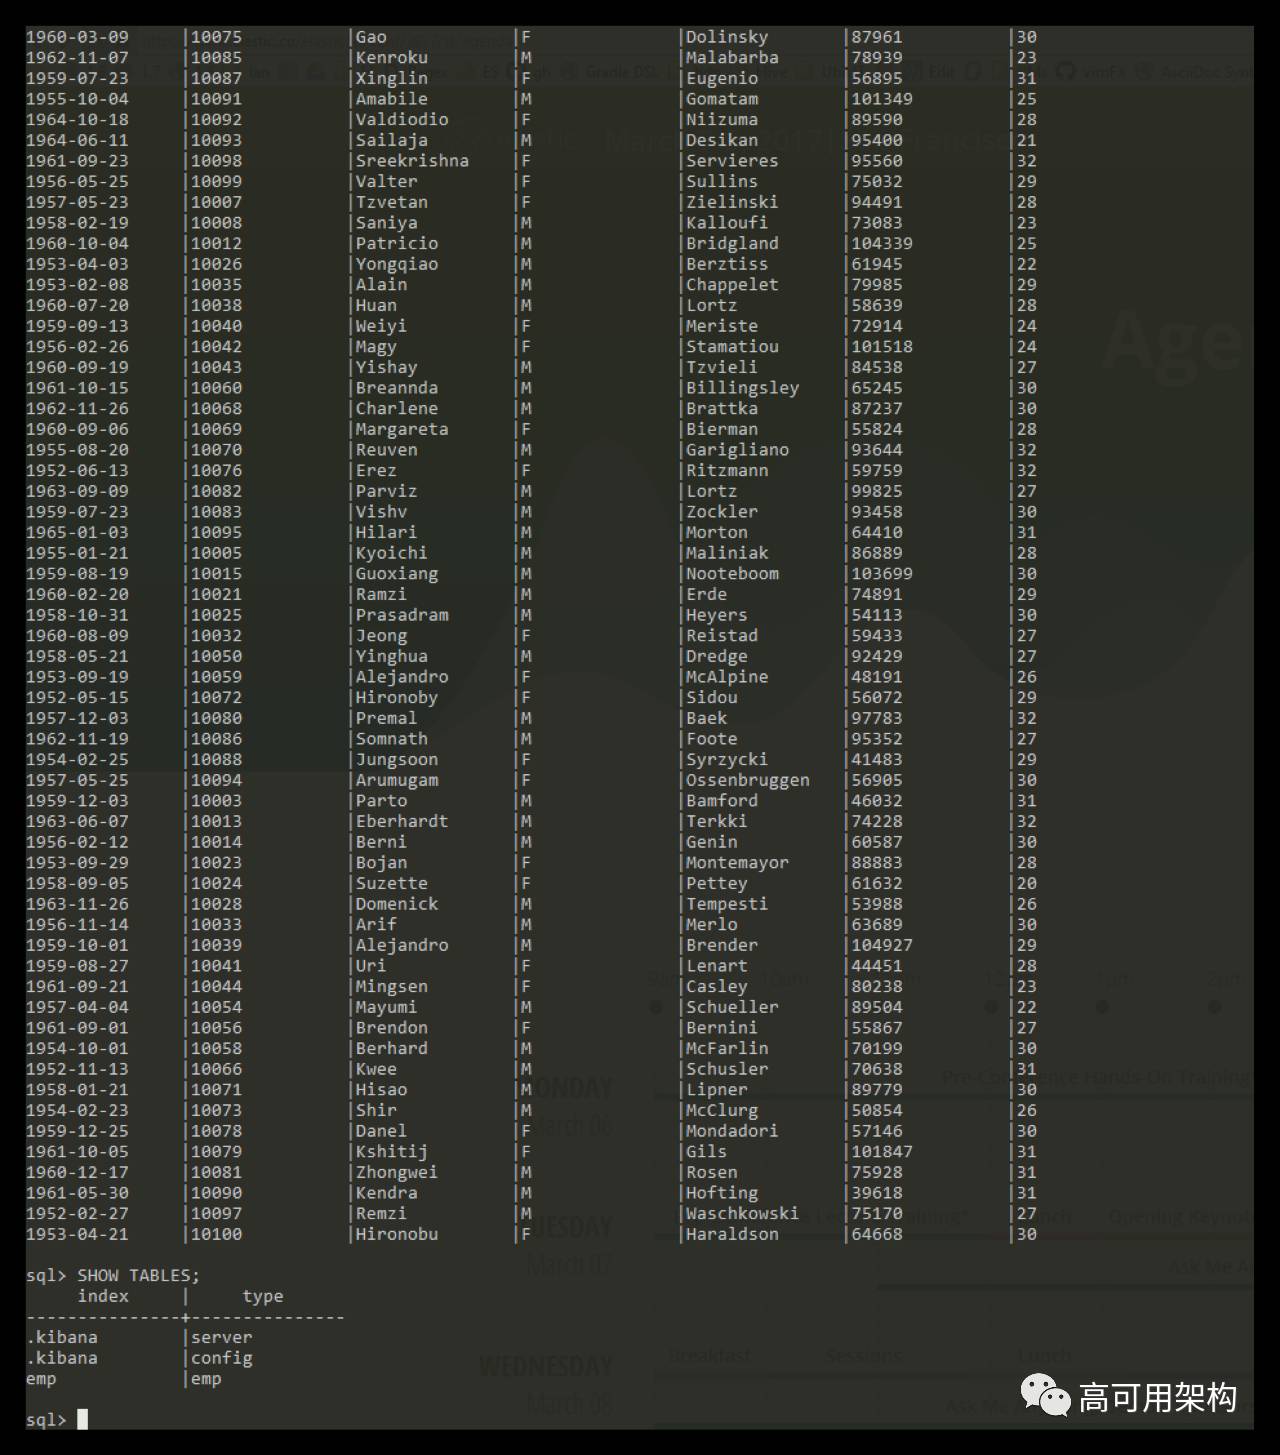 1960-03-09 |10075 |Gao |F |Dolinsky |87961 |30
1962-11-07 |10085 |Kenroku |M |Malabarba |78939 |23
1959-07-23 |10087 |Xinglin |F |Eugenio |56895 |31
1955-10-04 |10091 |Amabile |M |Gomatam |101349 |25
1964-10-18 |10092 |Valdiodio |F |Niizuma |89590 |28
1964-06-11 |10093 |Sailaja |M |Desikan |95400 |21
1961-09-23 |10098 |Sreekrishna |F |Servieres |95560 |32
1956-05-25 |10099 |Valter |F |Sullins |75032 |29
1957-05-23 |10007 |Tzvetan |F |Zielinski |94491 |28
1958-02-19 |10008 |Saniya |M |Kalloufi |73083 |23
1960-10-04 |10012 |Patricio |M |Bridgland |104339 |25
1953-04-03 |10026 |Yongqiao |M |Berztiss |61945 |22
1953-02-08 |10035 |Alain |M |Chappelet |79985 |29
1960-07-20 |10038 |Huan |M |Lortz |58639 |28
1959-09-13 |10040 |Weiyi |F |Meriste |72914 |24
1956-02-26 |10042 |Magy |F |Stamatiou |101518 |24
1960-09-19 |10043 |Yishay |M |Tzvieli |84538 |27
1961-10-15 |10060 |Breannda |M |Billingsley |65245 |30
1962-11-26 |10068 |Charlene |M |Brattka |87237 |30
1960-09-06 |10069 |Margareta |F |Bierman |55824 |28
1955-08-20 |10070 |Reuven |M |Garigliano |93644 |32
1952-06-13 |10076 |Erez |F |Ritzmann |59759 |32
1963-09-09 |10082 |Parviz |M |Lortz |99825 |27
1959-07-23 |10083 |Vishv |M |Zockler |93458 |30
1965-01-03 |10095 |Hilari |M |Morton |64410 |31
1955-01-21 |10005 |Kyoichi |M |Maliniak |86889 |28
1959-08-19 |10015 |Guoxiang |M |Nooteboom |103699 |30
1960-02-20 |10021 |Ramzi |M |Erde |74891 |29
1958-10-31 |10025 |Prasadram |M |Heyers |54113 |30
1960-08-09 |10032 |Jeong |F |Reistad |59433 |27
1958-05-21 |10050 |Yinghua |M |Dredge |92429 |27
1953-09-19 |10059 |Alejandro |F |McAlpine |48191 |26
1952-05-15 |10072 |Hironoby |F |Sidou |56072 |29
1957-12-03 |10080 |Premal |M |Baek |97783 |32
1962-11-19 |10086 |Somnath |M |Foote |95352 |27
1954-02-25 |10088 |Jungsoon |F |Syrzycki |41483 |29
1957-05-25 |10094 |Arumugam |F |Ossenbruggen |56905 |30
1959-12-03 |10003 |Parto |M |Bamford |46032 |31
1963-06-07 |10013 |Eberhardt |M |Terkki |74228 |32
1956-02-12 |10014 |Berni |M |Genin |60587 |30
1953-09-29 |10023 |Bojan |F |Montemayor |88883 |28
1958-09-05 |10024 |Suzette |F |Pettey |61632 |20
1963-11-26 |10028 |Domenick |M |Tempesti |53988 |26
1956-11-14 |10033 |Arif |M |Merlo |63689 |30
1959-10-01 |10039 |Alejandro |M |Brender |104927 |29
1959-08-27 |10041 |Uri |F |Lenart |44451 |28
1961-09-21 |10044 |Mingsen |F |Casley |80238 |23
1957-04-04 |10054 |Mayumi |M |Schueller |89504 |22
1961-09-01 |10056 |Brendon |F |Bernini |55867 |27
1954-10-01 |10058 |Berhard |M |McFarlin |70199 |30
1952-11-13 |10066 |Kwee |M |Schusler |70638 |31
1958-01-21 |10071 |Hisao |M |Lipner |89779 |30
1954-02-23 |10073 |Shir |M |McClurg |50854 |26
1959-12-25 |10078 |Danel |F |Mondadori |57146 |30
1961-10-05 |10079 |Kshitij |F |Gils |101847 |31
1960-12-17 |10081 |Zhongwei |M |Rosen |75928 |31
1961-05-30 |10090 |Kendra |M |Hofting |39618 |31
1952-02-27 |10097 |Remzi |M |Waschkowski |75170 |27
1953-04-21 |10100 |Hironobu |F |Haraldson |64668 |30
sql> SHOW TABLES;
index | type
---------------+---------------
.kibana |server
.kibana |config
emp |emp
sql>
高可用架构